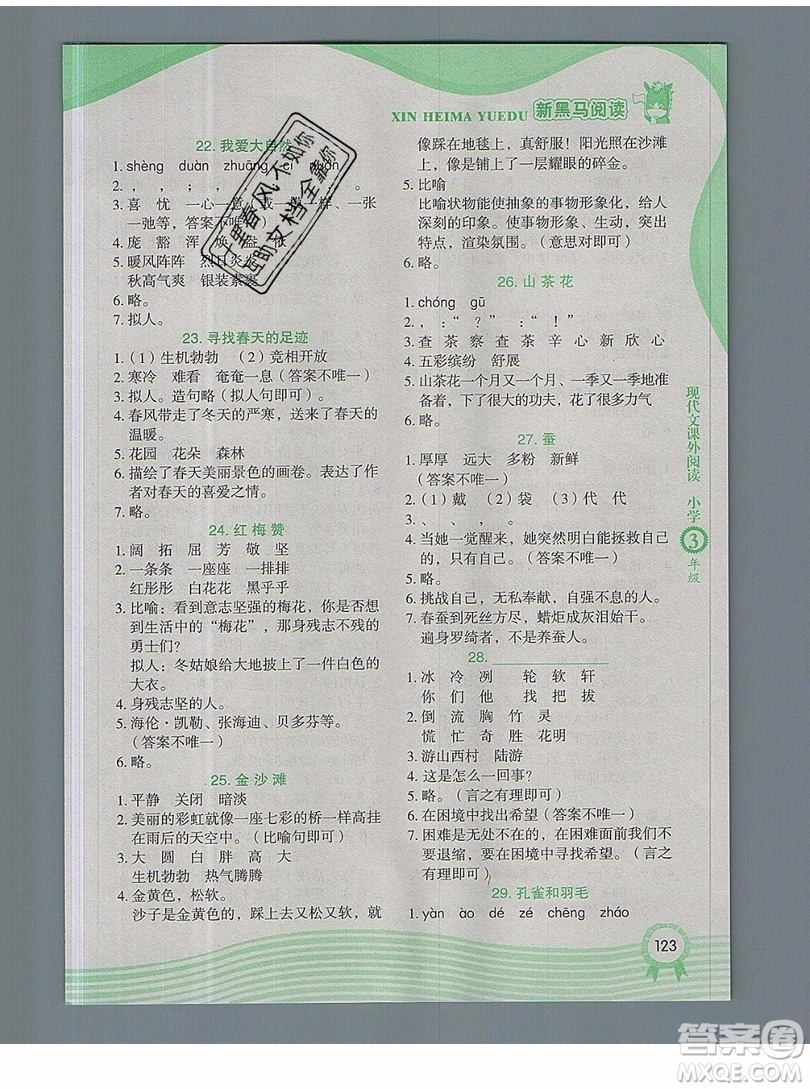 XIN HEIMA YUEDU 新黑马阅读
22. 我爱大自然
1. shèng duàn zhuāng cì
2. ， ， ； ， 。
3. 喜 忧 一心一意（或一 一样、一张
一弛等，答案不唯一）
4. 庞 豁 浑 焕
5. 暖风阵阵 烈日炎炎
秋高气爽 银装素裹
6. 略。
7. 拟人。
23. 寻找春天的足迹
1.（1）生机勃勃 （2）竞相开放
2. 寒冷 难看 奄奄一息（答案不唯一）
3. 拟人。造句略（拟人句即可）。
4. 春风带走了冬天的严寒，送来了春天的
温暖。
5. 花园 花朵 森林
6. 描绘了春天美丽景色的画卷。表达了作
者对春天的喜爱之情。
7. 略。
24. 红梅赞
1. 阔 拓 屈 芳 敬 坚
2. 一条条 一座座 一排排
红彤彤 白花花 黑乎乎
3. 比喻：看到意志坚强的梅花，你是否想
到生活中的“梅花”，那身残志不残的
勇士们？
拟人：冬姑娘给大地披上了一件白色的
大衣。
4. 身残志坚的人。
5. 海伦·凯勒、张海迪、贝多芬等。
（答案不唯一）
6. 略。
25. 金沙滩
1. 平静 关闭 暗淡
2. 美丽的彩虹就像一座七彩的桥一样高挂
在雨后的天空中。（比喻句即可）
3. 大 圆 白 胖 高 大
生机勃勃 热气腾腾
4. 金黄色，松软。
沙子是金黄色的，踩上去又松又软，就
像踩在地毯上，真舒服！阳光照在沙滩
上，像是铺上了一层耀眼的碎金。
5. 比喻
比喻状物能使抽象的事物形象化，给人
深刻的印象。使事物形象、生动，突出
特点，渲染氛围。（意思对即可）
6. 略。
26. 山茶花
1. chóng gū
2. ，：“？”“！”
3. 查 茶 察 查 茶 辛 心 新 欣 心
4. 五彩缤纷 舒展
5. 山茶花一个月又一个月、一季又一季地准
备着，下了很大的功夫，花了很多力气
6. 略。
27. 蚕
1. 厚厚 远大 多粉 新鲜
（答案不唯一）
2.（1）戴 （2）袋 （3）代 代
3. 、 、 ， 。
4. 当她一觉醒来，她突然明白能拯救自己
的，只有自己。（答案不唯一）
5. 略。
6. 挑战自己，无私奉献，自强不息的人。
7. 春蚕到死丝方尽，蜡炬成灰泪始干。
遍身罗绮者，不是养蚕人。
28.
1. 冰 冷 冽 轮 软 轩
你 们 他 找 把 拔
2. 倒 流 胸 竹 灵
慌 忙 奇 胜 花明
3. 游山西村 陆游
4. 这是怎么一回事？
5. 略。（言之有理即可）
6. 在困境中找出希望（答案不唯一）
7. 困难是无处不在的，在困难面前我们不
要退缩，要在困境中寻找希望。（言之
有理即可）
29. 孔雀和羽毛
1. yàn ào dé zé chēng zháo
现代文课外阅读 小学3年级
123
千里春风不如你
互助文档全靠你
答案圈
MXQE.COM